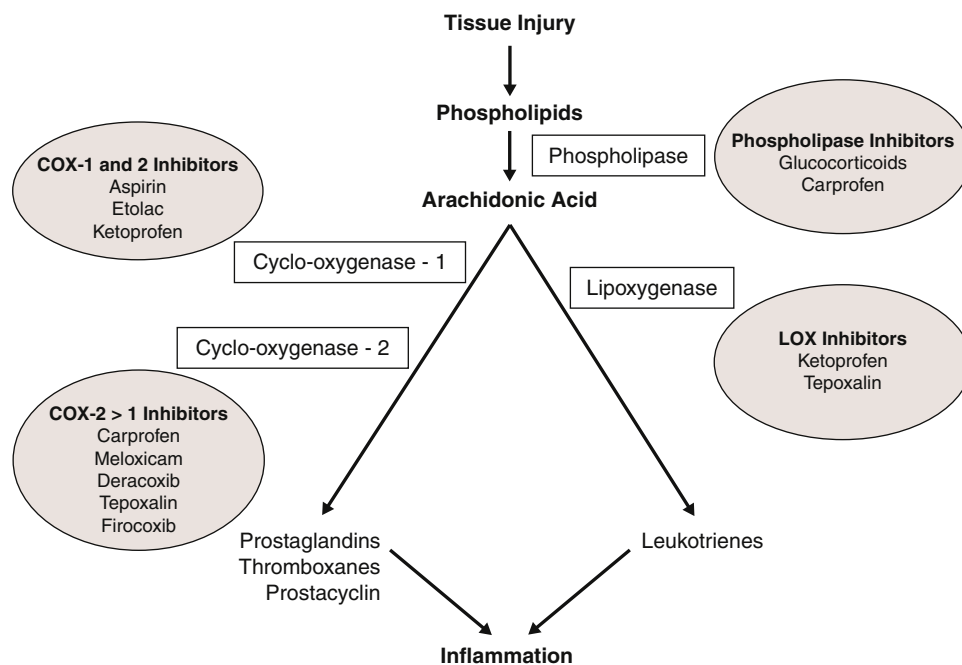 Tissue Injury
Phospholipids
Phospholipase
Phospholipase Inhibitors
Glucocorticoids
Carprofen
COX-1 and 2 Inhibitors
Aspirin
Etolac
Ketoprofen
Arachidonic Acid
Cyclo-oxygenase - 1
Lipoxygenase
Cyclo-oxygenase - 2
LOX Inhibitors
Ketoprofen
Tepoxalin
COX-2 > 1 Inhibitors
Carprofen
Meloxicam
Deracoxib
Tepoxalin
Firocoxib
Prostaglandins
Thromboxanes
Prostacyclin
Leukotrienes
Inflammation